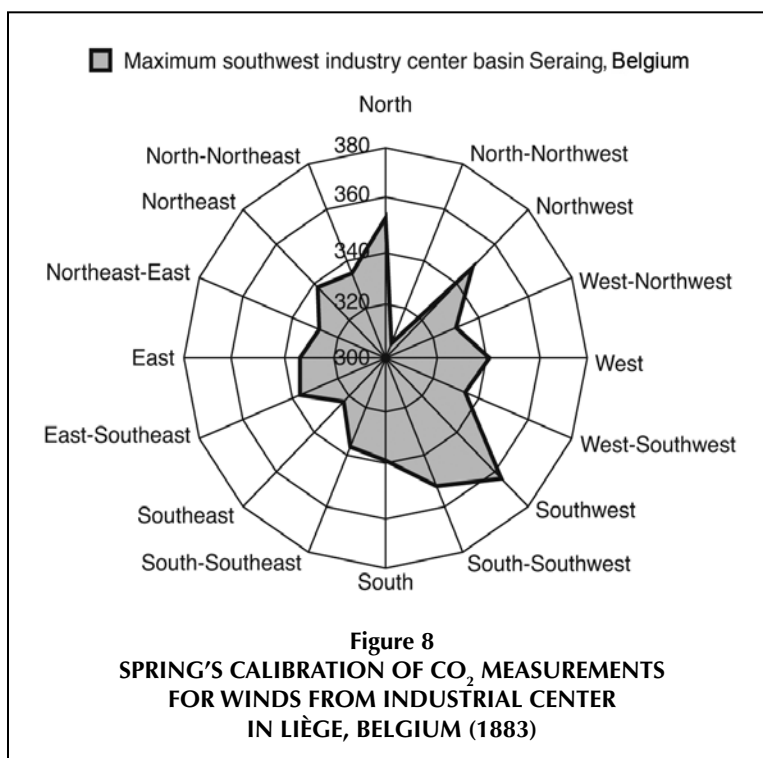 Maximum southwest industry center basin Seraing, Belgium
North
380
North-Northeast
North-Northwest
360
Northeast
Northwest
340
Northeast-East
West-Northwest
320
East
300
West
East-Southeast
West-Southwest
Southeast
Southwest
South-Southeast
South
South-Southwest
Figure 8
SPRING'S CALIBRATION OF CO₂ MEASUREMENTS
FOR WINDS FROM INDUSTRIAL CENTER
IN LIÈGE, BELGIUM (1883)